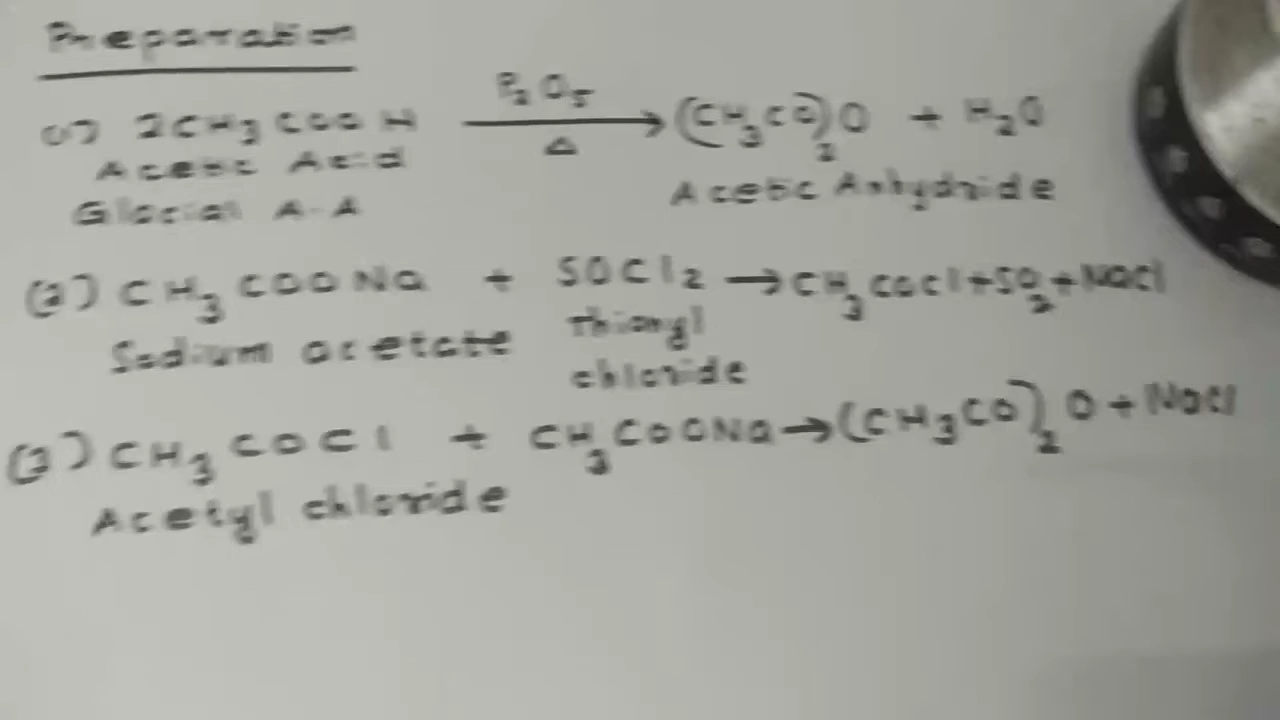 Preparation
(1) 2CH₃COOH P₂O₅ Δ → (CH₃CO)₂O + H₂O
Acetic Acid Acetic Anhydride
Glacial A-A
(2) CH₃COONa + SOCl₂ → CH₃COCl + SO₂ + NaCl
Sodium acetate thionyl
chloride
(3) CH₃COCl + CH₃COONa → (CH₃CO)₂O + NaCl
Acetyl chloride